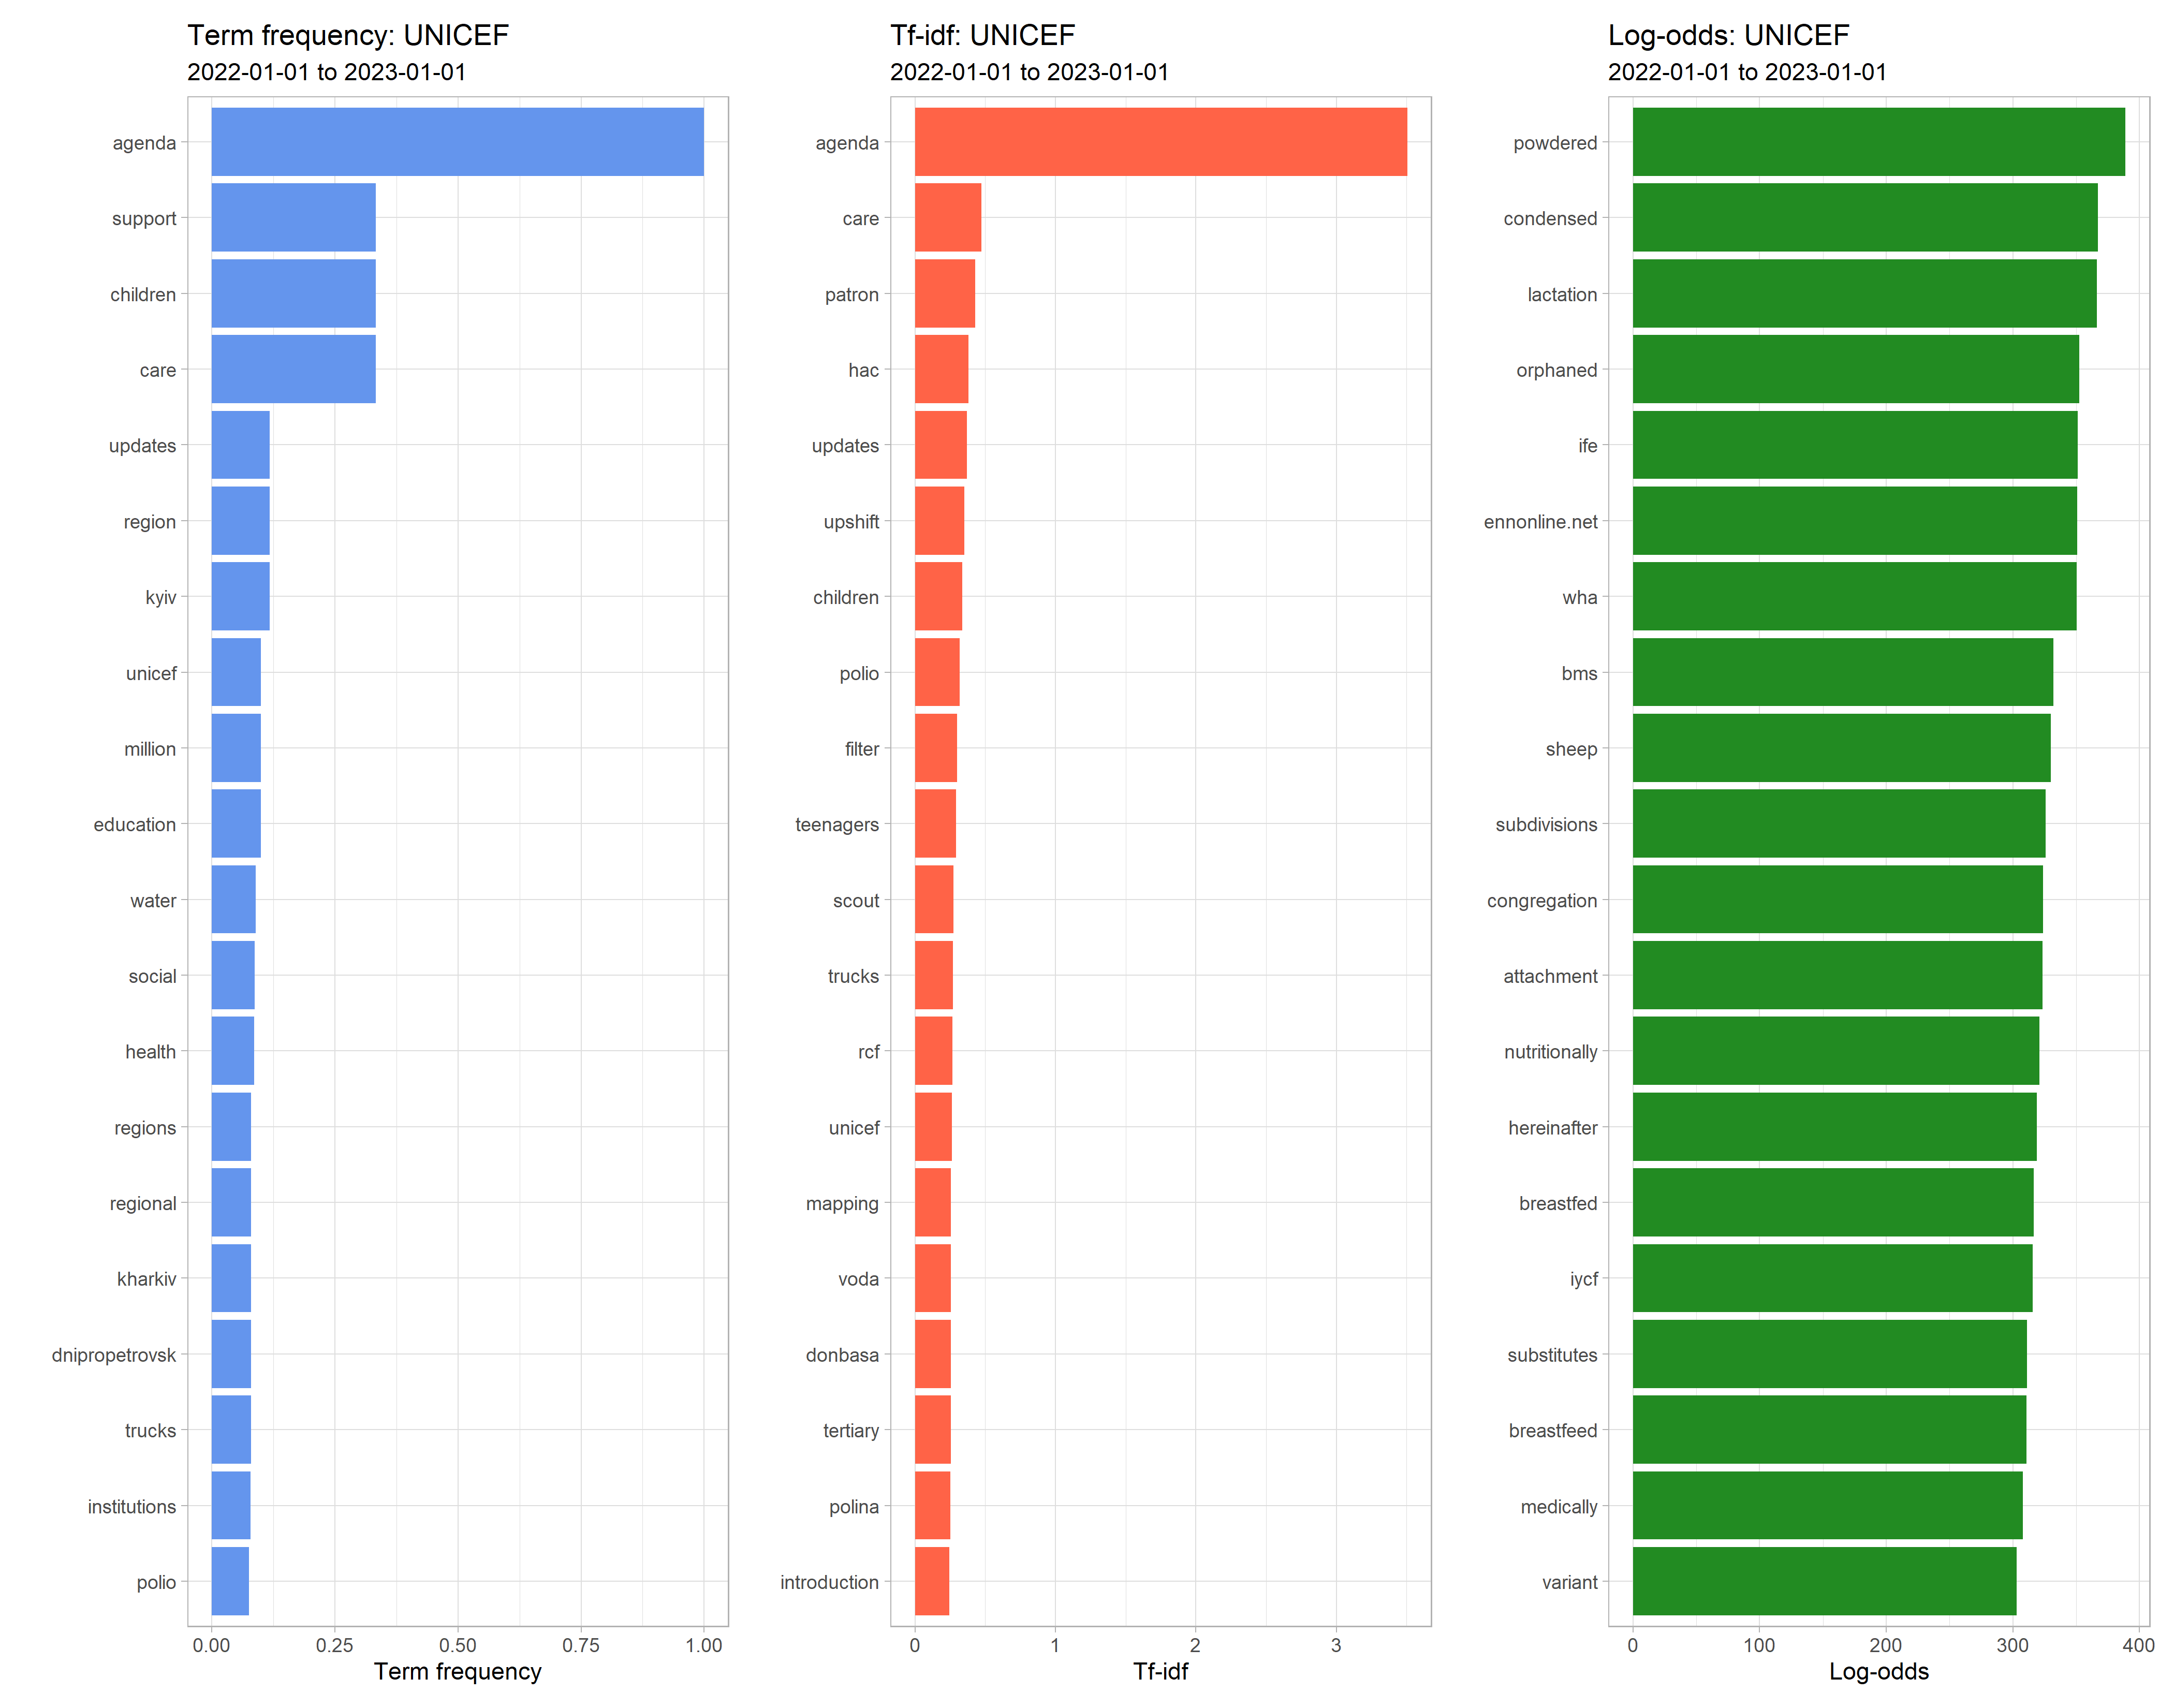 Term frequency: UNICEF
2022-01-01 to 2023-01-01
agenda
support
children
care
updates
region
kyiv
unicef
million
education
water
social
health
regions
regional
kharkiv
dnipropetrovsk
trucks
institutions
polio
0.00 0.25 0.50 0.75 1.00
Term frequency
Tf-idf: UNICEF
2022-01-01 to 2023-01-01
agenda
care
patron
hac
updates
upshift
children
polio
filter
teenagers
scout
trucks
rcf
unicef
mapping
voda
donbasa
tertiary
polina
introduction
0 1 2 3
Tf-idf
Log-odds: UNICEF
2022-01-01 to 2023-01-01
powdered
condensed
lactation
orphaned
ife
ennonline.net
wha
bms
sheep
subdivisions
congregation
attachment
nutritionally
hereinafter
breastfed
iycf
substitutes
breastfeed
medically
variant
0 100 200 300 400
Log-odds